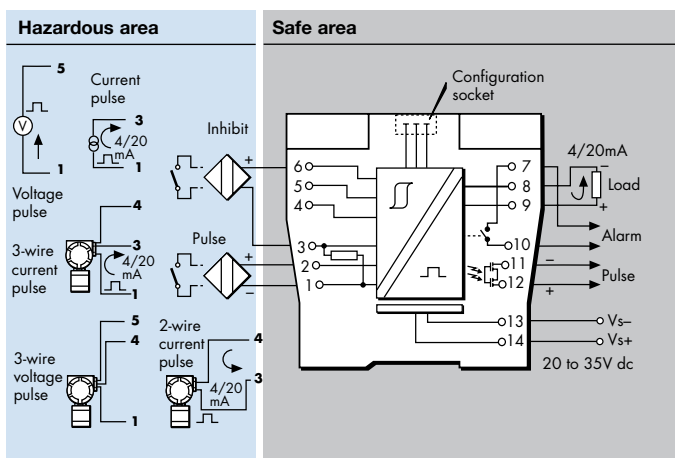 Hazardous area
Safe area
5
V
1
Voltage
pulse
Current
pulse
3
4/20
mA
1
3-wire
current
pulse
4
3
4/20
mA
1
3-wire
voltage
pulse
5
4
1
2-wire
current
pulse
4
3
4/20
mA
Inhibit
+
Pulse
+
−
Configuration
socket
6
5
4
3
2
1
7
8
9
10
11
12
13
14
4/20mA
−
Load
+
Alarm
−
Pulse
+
Vs−
Vs+
20 to 35V dc